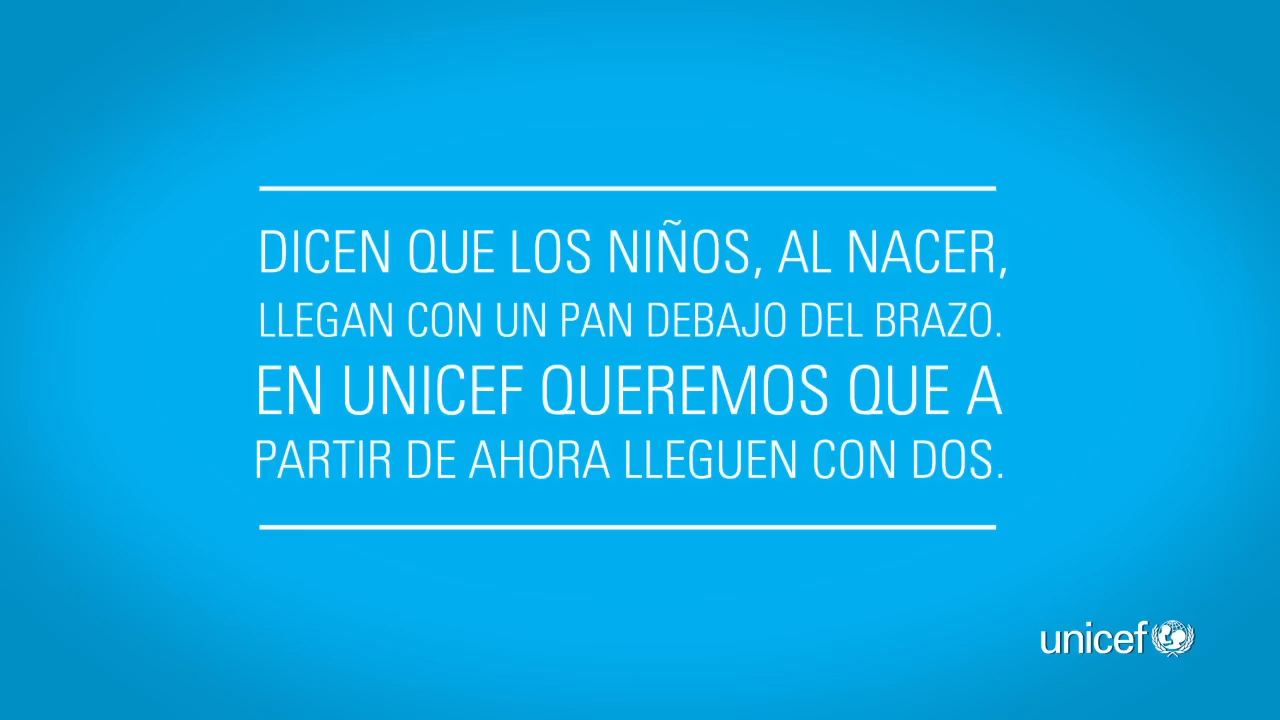 DICEN QUE LOS NIÑOS, AL NACER,
LLEGAN CON UN PAN DEBAJO DEL BRAZO.
EN UNICEF QUEREMOS QUE A
PARTIR DE AHORA LLEGUEN CON DOS.
unicef